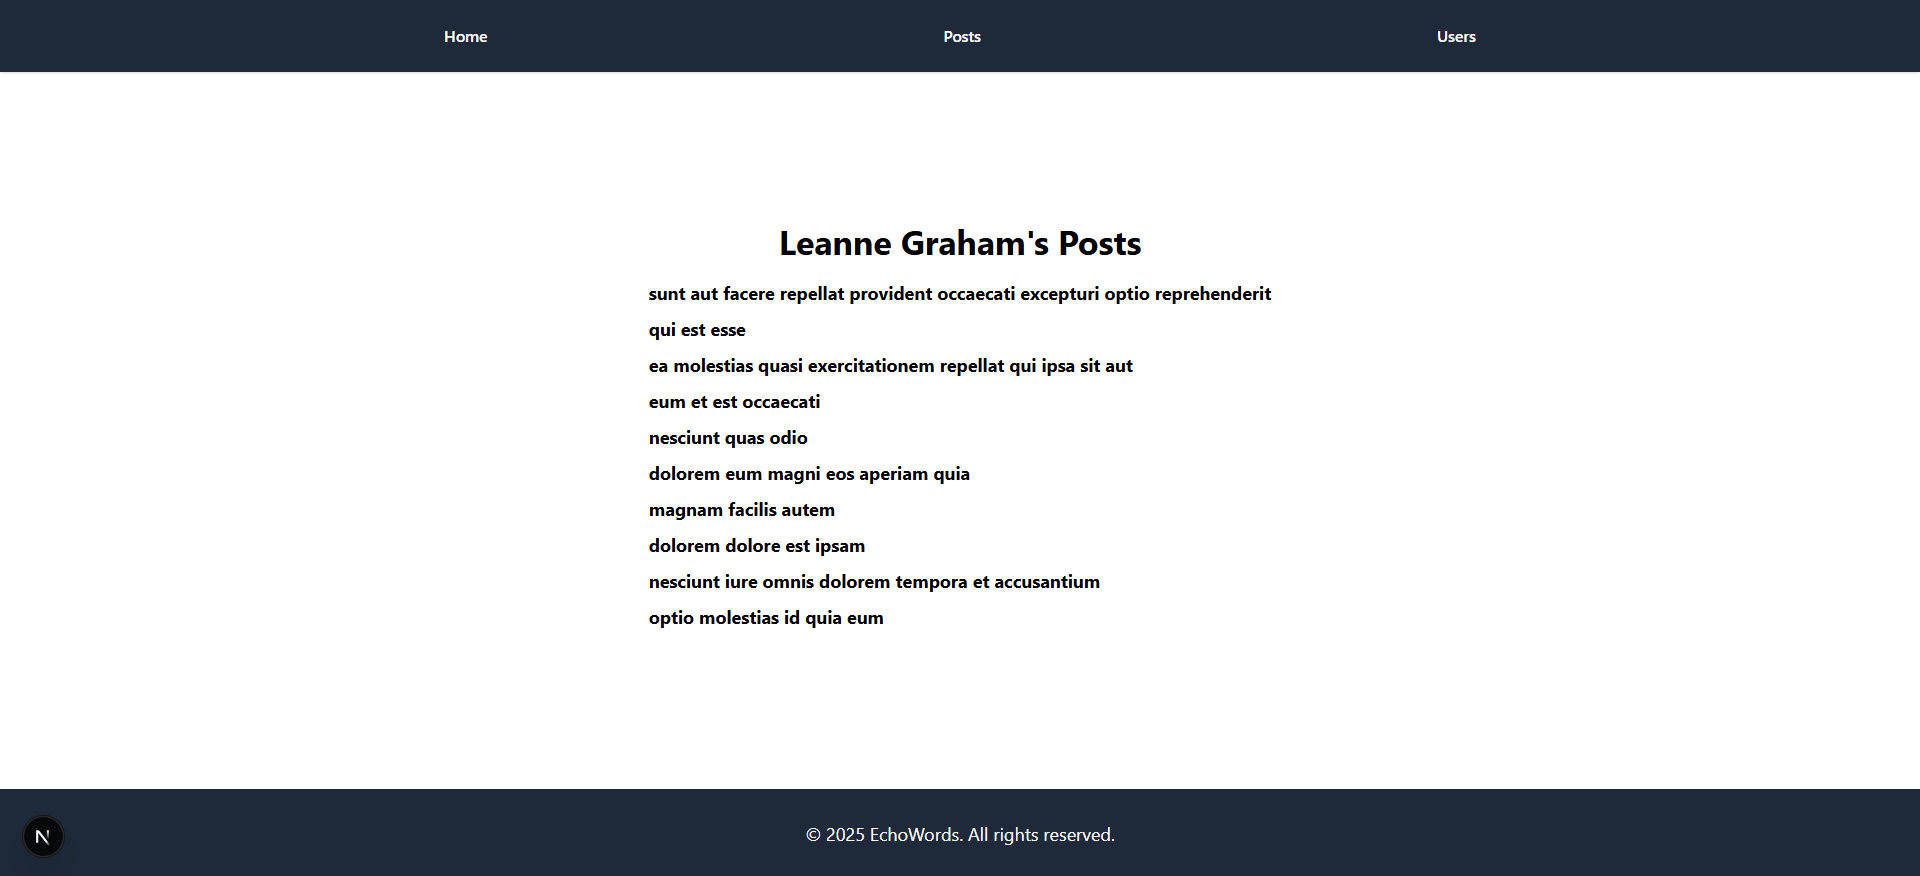 Home Posts Users
Leanne Graham's Posts
sunt aut facere repellat provident occaecati excepturi optio reprehenderit
qui est esse
ea molestias quasi exercitationem repellat qui ipsa sit aut
eum et est occaecati
nesciunt quas odio
dolorem eum magni eos aperiam quia
magnam facilis autem
dolorem dolore est ipsam
nesciunt iure omnis dolorem tempora et accusantium
optio molestias id quia eum
N
© 2025 EchoWords. All rights reserved.